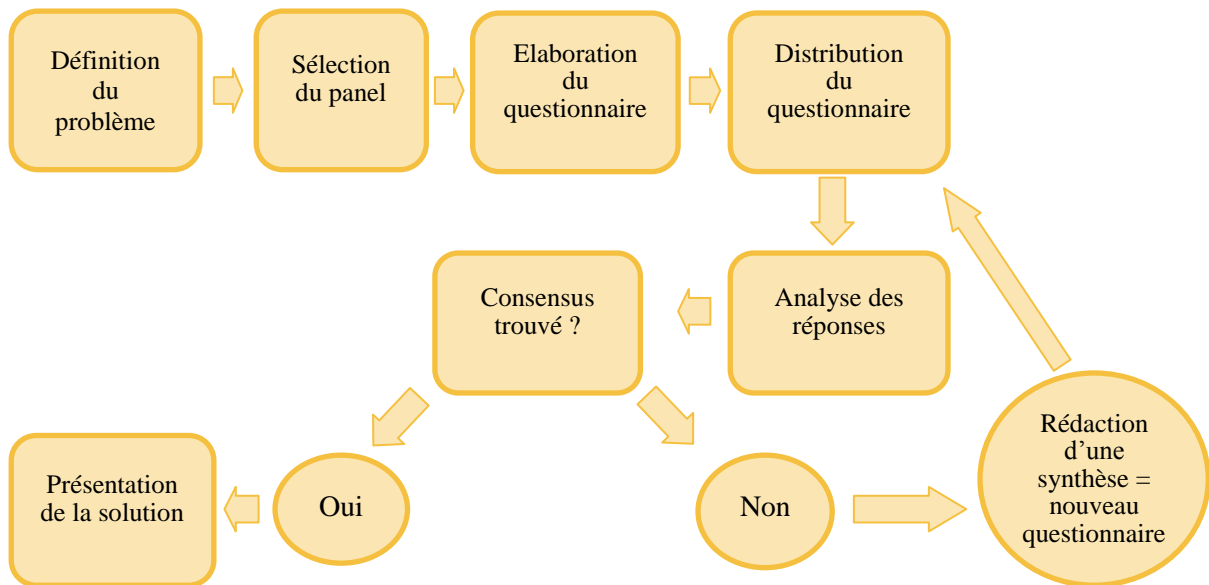 Définition
du
problème
Sélection
du panel
Elaboration
du
questionnaire
Distribution
du
questionnaire
Consensus
trouvé ?
Analyse des
réponses
Présentation
de la solution
Oui
Non
Rédaction
d’une
synthèse =
nouveau
questionnaire